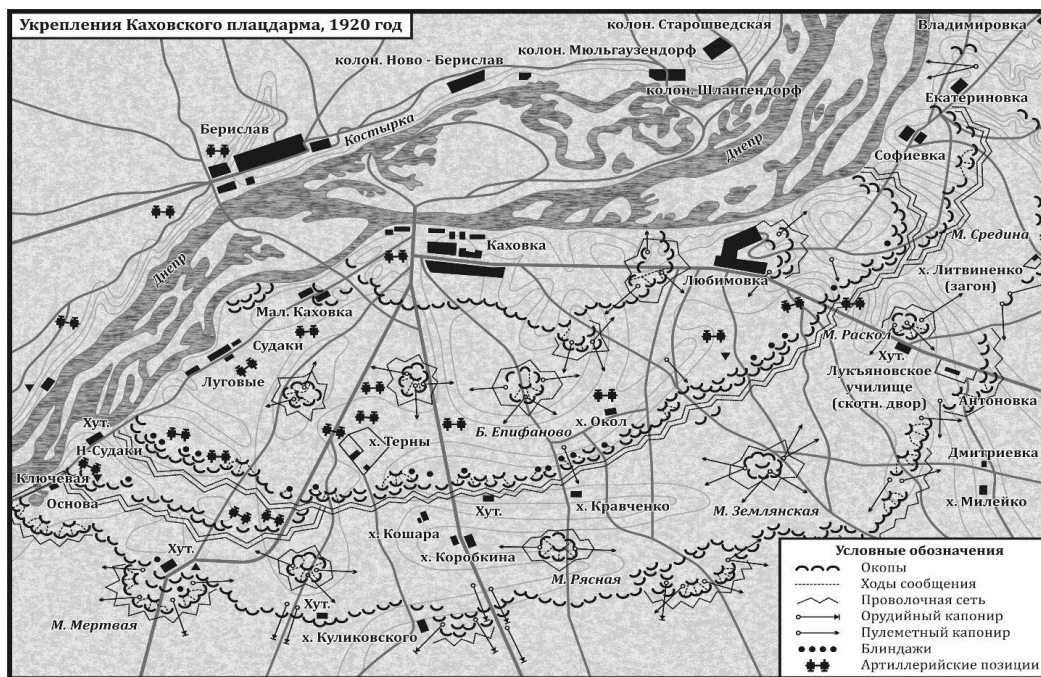 Укрепления Каховского плацдарма, 1920 год
колон. Старошведская
Владимировка
колон. Мюльгаузендорф
колон. Ново - Берислав
колон. Шлангендорф
Екатериновка
Берислав
Костырка
Днепр
Софиевка
Каховка
М. Средина
Днепр
Любимовка
х. Литвиненко
(загон)
Мал. Каховка
М. Раскол
Судаки
Хут.
Лукъяновское
училище
(скотн. двор)
Луговые
Антоновка
Хут.
Н-Судаки
х. Терны
Б. Епифаново
х. Окол
Дмитриевка
Ключевая
Основа
х. Милейко
Хут.
х. Кравченко
М. Землянская
х. Кошара
х. Коробкина
Хут.
М. Рясная
Хут.
М. Мертвая
х. Куликовского
Условные обозначения
Окопы
Ходы сообщения
Проволочная сеть
Орудийный капонир
Пулеметный капонир
Блиндажи
Артиллерийские позиции